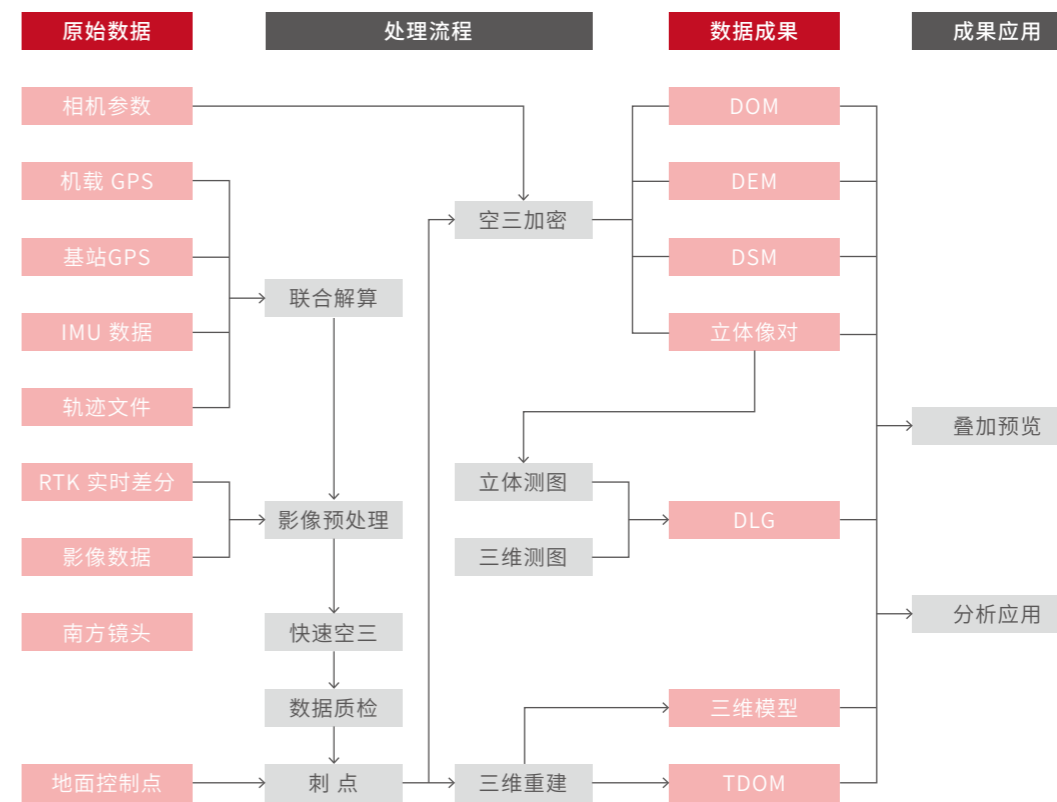 原始数据
处理流程
数据成果
成果应用
相机参数
DOM
机载 GPS
DEM
空三加密
基站GPS
DSM
联合解算
IMU 数据
立体像对
轨迹文件
叠加预览
RTK 实时差分
立体测图
影像预处理
DLG
影像数据
三维测图
南方镜头
快速空三
分析应用
数据质检
三维模型
地面控制点
刺 点
三维重建
TDOM